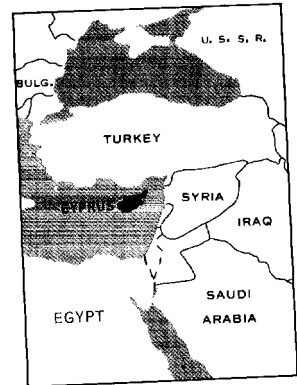 U. S. S. R.
BULG.
TURKEY
CYPRUS
SYRIA
IRAQ
EGYPT
SAUDI
ARABIA